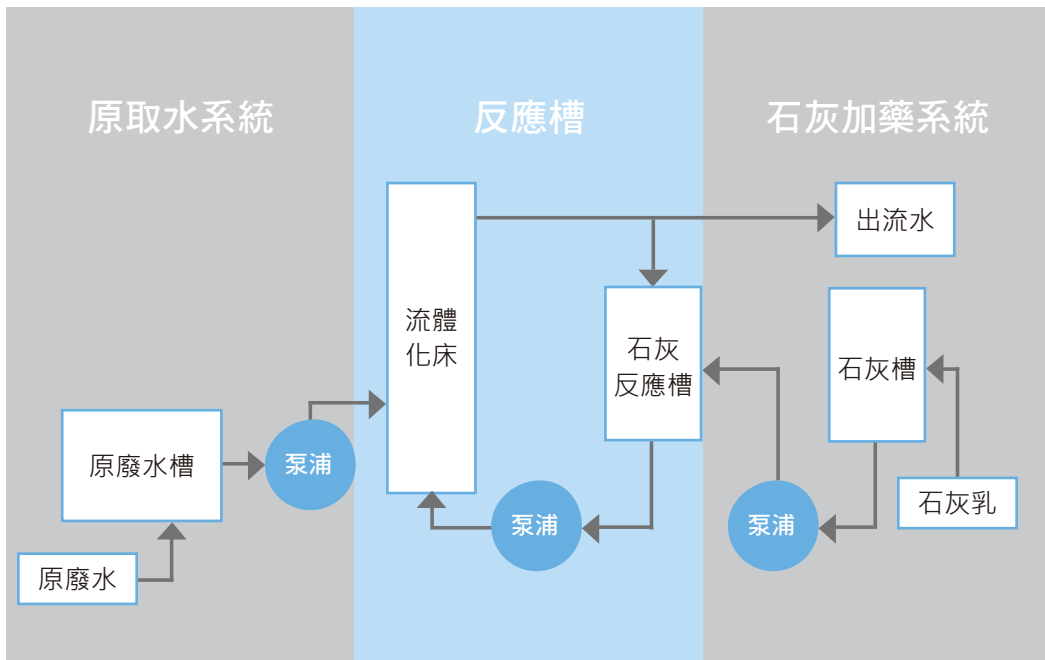 原取水系統
反應槽
石灰加藥系統
出流水
流體
化床
石灰
反應槽
石灰槽
原廢水槽
泵浦
泵浦
泵浦
石灰乳
原廢水